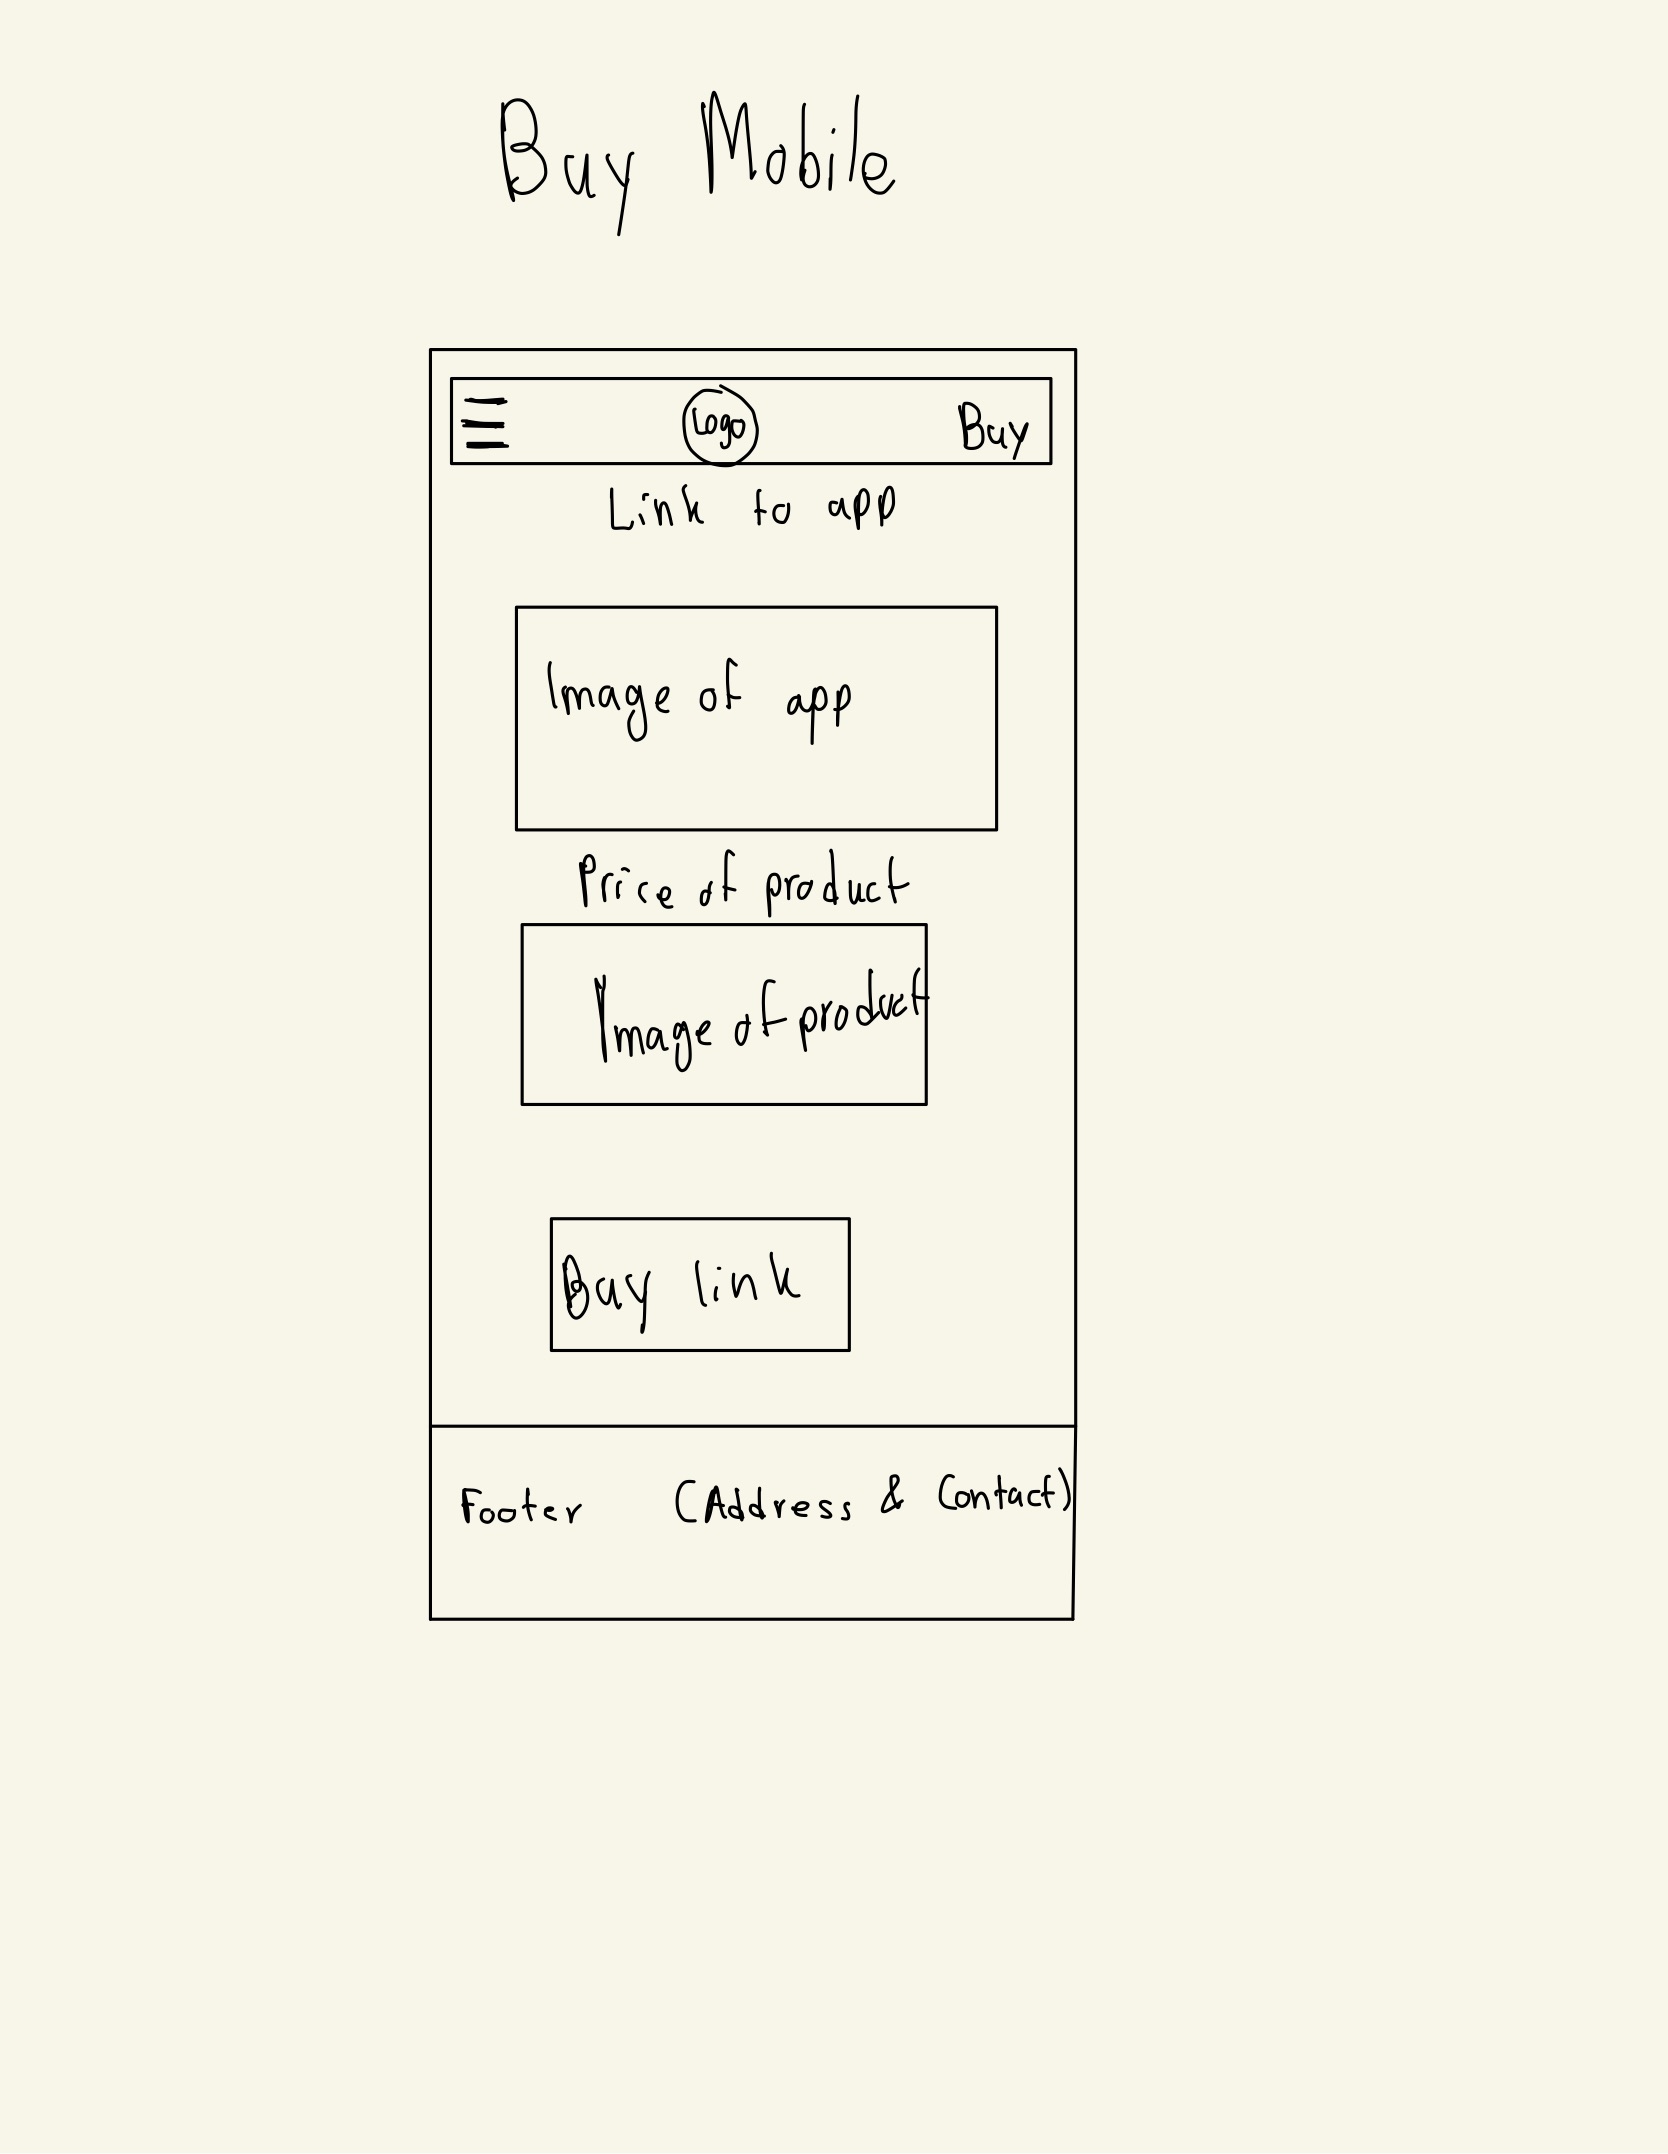 Buy Mobile
Logo Buy
Link to app
Image of app
Price of product
Image of product
Buy link
Footer (Address & Contact)